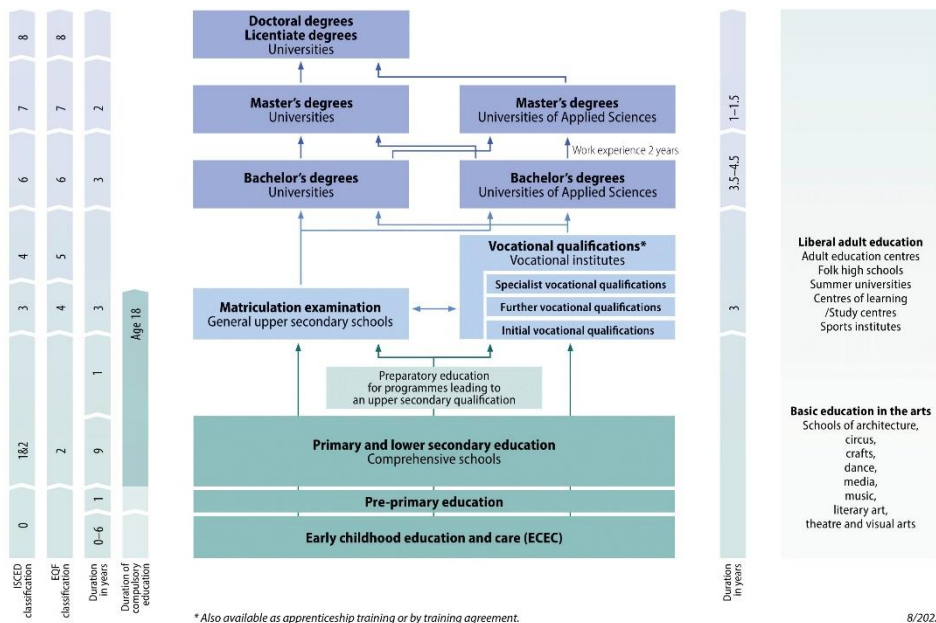 Doctoral degrees
Licentiate degrees
Universities
Master's degrees
Universities
Master's degrees
Universities of Applied Sciences
Work experience 2 years
Bachelor's degrees
Universities
Bachelor's degrees
Universities of Applied Sciences
Vocational qualifications*
Vocational institutes
Specialist vocational qualifications
Further vocational qualifications
Initial vocational qualifications
Matriculation examination
General upper secondary schools
Preparatory education
for programmes leading to
an upper secondary qualification
Primary and lower secondary education
Comprehensive schools
Pre-primary education
Early childhood education and care (ECEC)
8
7
6
4
3
1&2
0
ISCED
classification
8
7
6
5
4
2
EQF
classification
2
3
3
1
9
1
0–6
Duration
in years
Age 18
Duration of
compulsory
education
1–1.5
3.5–4.5
3
Duration
in years
Liberal adult education
Adult education centres
Folk high schools
Summer universities
Centres of learning
/Study centres
Sports institutes
Basic education in the arts
Schools of architecture,
circus,
crafts,
dance,
media,
music,
literary art,
theatre and visual arts
* Also available as apprenticeship training or by training agreement.